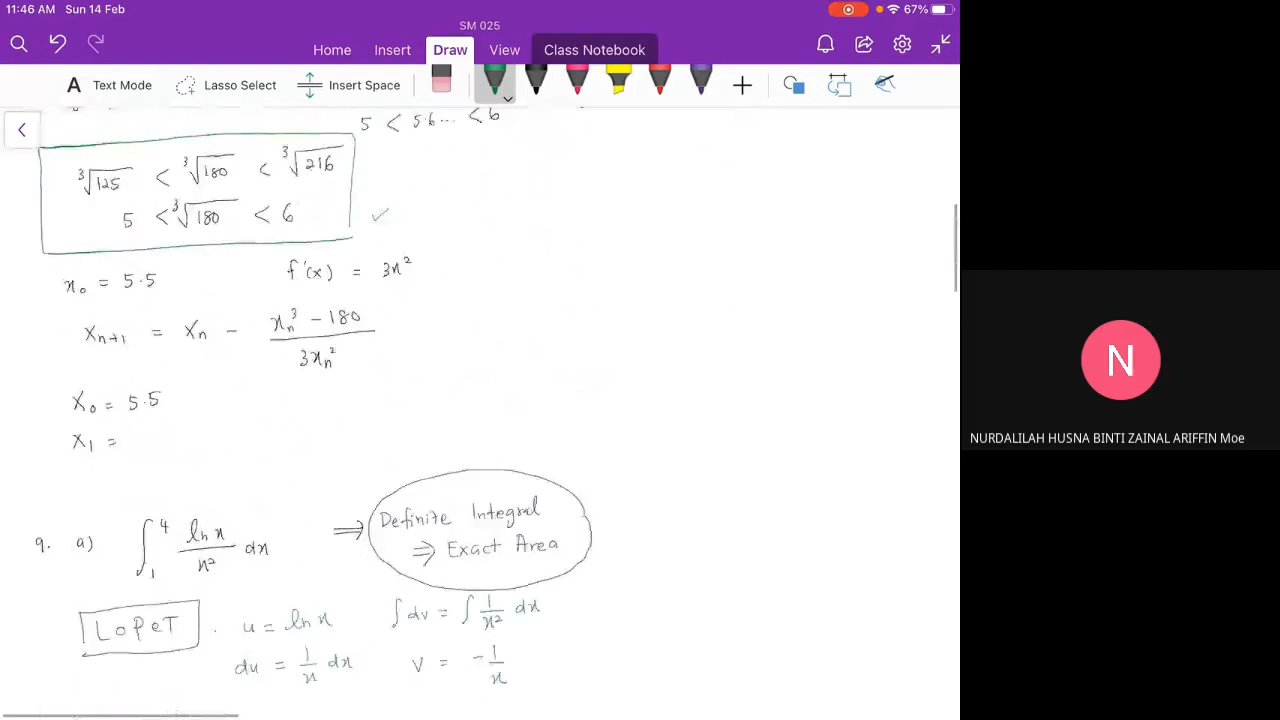 11:46 AM Sun 14 Feb
67%
SM 025
Home Insert Draw View Class Notebook
A Text Mode Lasso Select Insert Space
5 < 5.6... < 6
∛125 < ∛180 < ∛216
5 < ∛180 < 6 ✓
x₀ = 5.5 f'(x) = 3x²
xₙ₊₁ = xₙ − (xₙ³ − 180) / 3xₙ²
x₀ = 5.5
x₁ =
9. a) ∫₁⁴ ln x / x² dx ⇒ Definite Integral
⇒ Exact Area
LoPeT . u = ln x ∫ dv = ∫ 1/x² dx
du = 1/x dx v = −1/x
N
NURDALILAH HUSNA BINTI ZAINAL ARIFFIN Moe